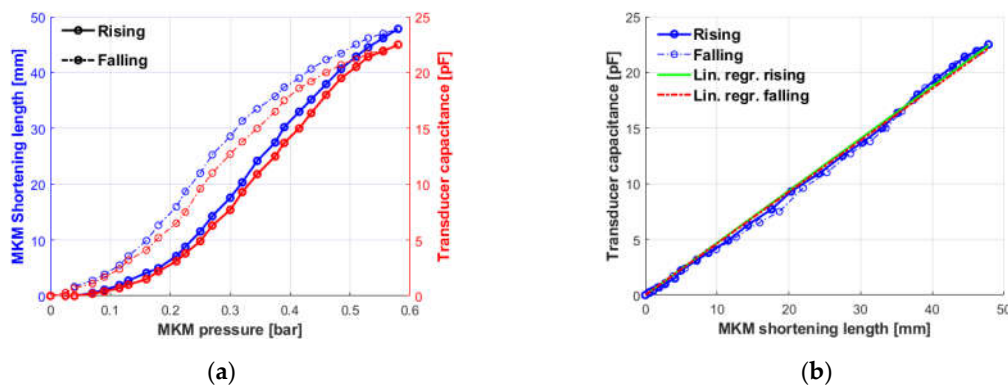 50
40
30
20
10
0
MKM Shortening length [mm]
Rising
Falling
25
20
15
10
5
0
Transducer capacitance [pF]
0
0.1
0.2
0.3
0.4
0.5
0.6
MKM pressure [bar]
(a)
25
20
15
10
5
0
Transducer capacitance [pF]
Rising
Falling
Lin. regr. rising
Lin. regr. falling
0
10
20
30
40
50
MKM shortening length [mm]
(b)